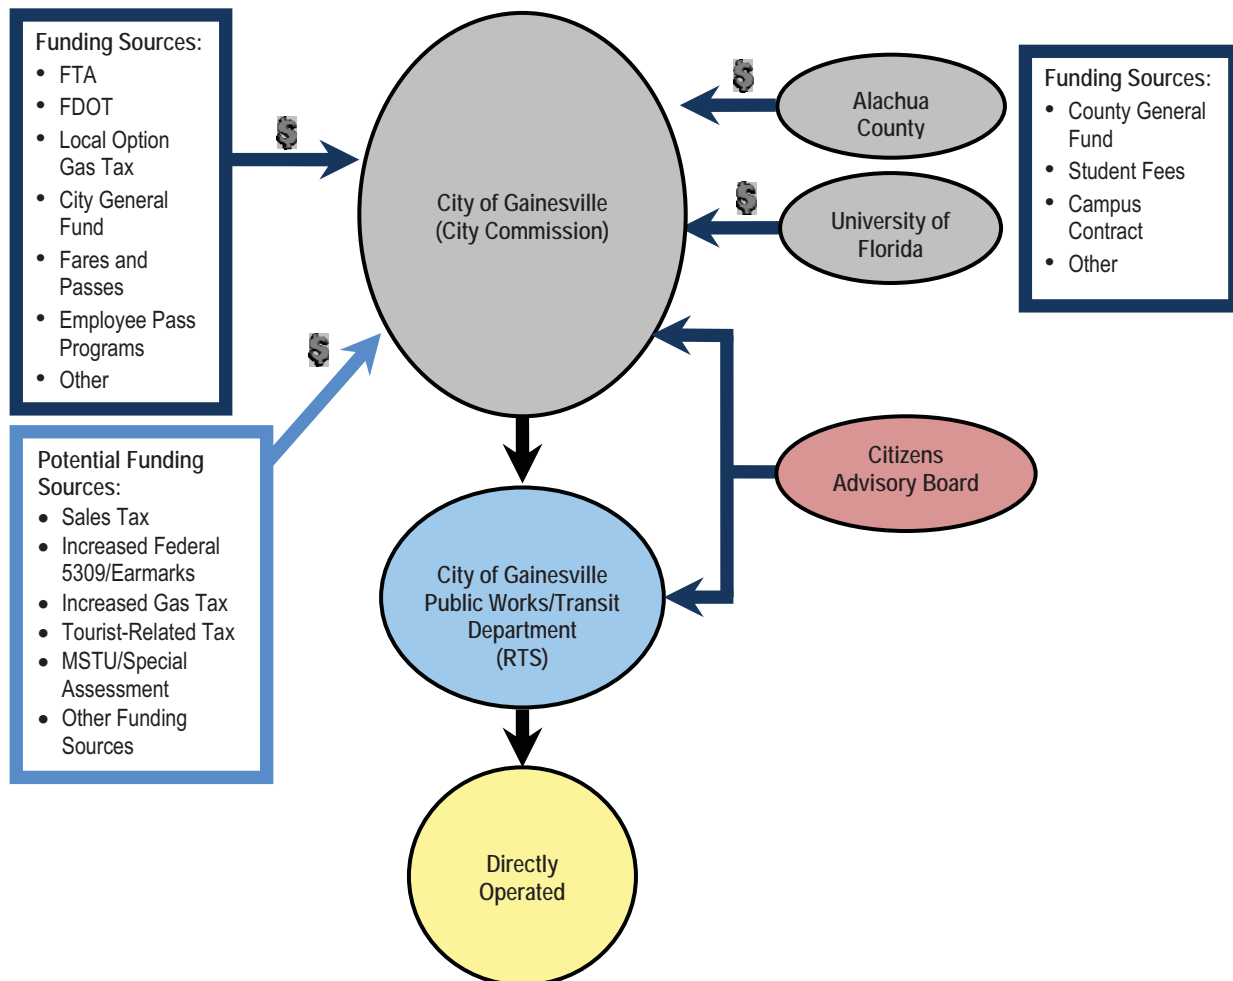 Funding Sources:
• FTA
• FDOT
• Local Option
Gas Tax
• City General
Fund
• Fares and
Passes
• Employee Pass
Programs
• Other
$
$
Potential Funding
Sources:
• Sales Tax
• Increased Federal
5309/Earmarks
• Increased Gas Tax
• Tourist-Related Tax
• MSTU/Special
Assessment
• Other Funding
Sources
City of Gainesville
(City Commission)
$
Alachua
County
$
University of
Florida
Funding Sources:
• County General
Fund
• Student Fees
• Campus
Contract
• Other
Citizens
Advisory Board
City of Gainesville
Public Works/Transit
Department
(RTS)
Directly
Operated